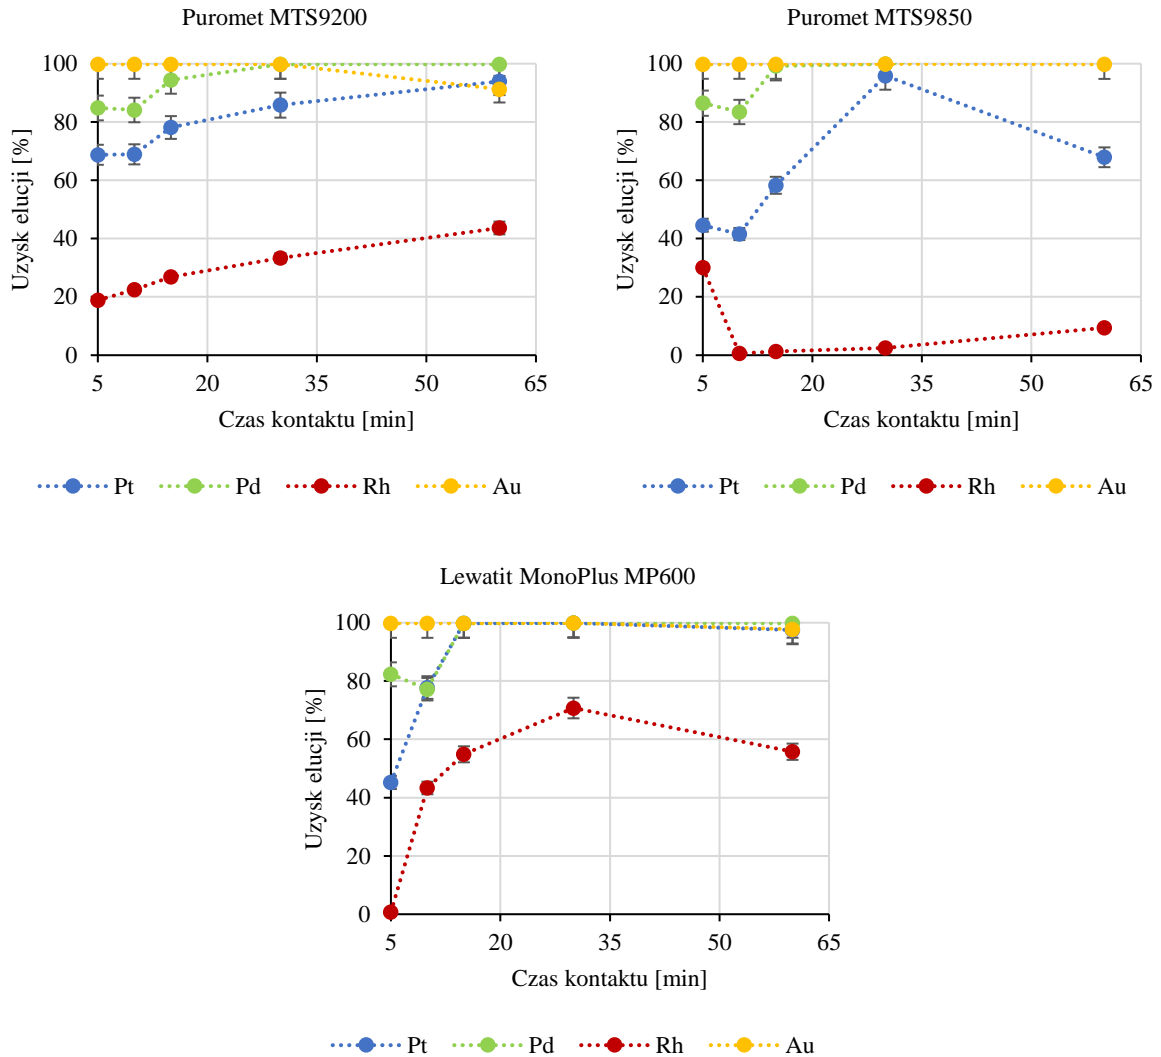 Puromet MTS9200
Uzysk elucji [%]
100
80
60
40
20
0
5 20 35 50 65
Czas kontaktu [min]
Pt Pd Rh Au
Puromet MTS9850
Uzysk elucji [%]
100
80
60
40
20
0
5 20 35 50 65
Czas kontaktu [min]
Pt Pd Rh Au
Lewatit MonoPlus MP600
Uzysk elucji [%]
100
80
60
40
20
0
5 20 35 50 65
Czas kontaktu [min]
Pt Pd Rh Au